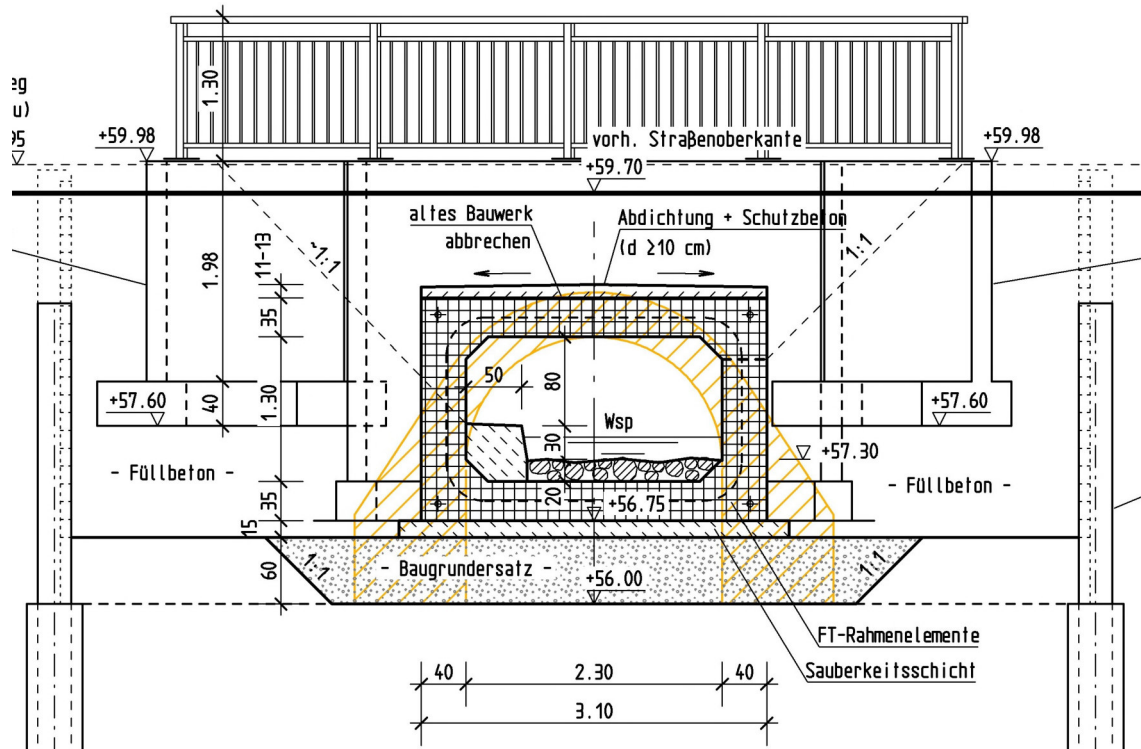 1.30
eg
u)
95
+59.98
vorh. Straßenoberkante
+59.98
+59.70
altes Bauwerk
abbrechen
Abdichtung + Schutzbeton
(d ≥10 cm)
~1:1
1:1
11-13
1.98
35
50
80
+57.60
40
1.30
Wsp
+57.60
30
+57.30
- Füllbeton -
- Füllbeton -
35
20
+56.75
15
1:1
- Baugrundersatz -
1:1
60
+56.00
FT-Rahmenelemente
Sauberkeitsschicht
40
2.30
40
3.10